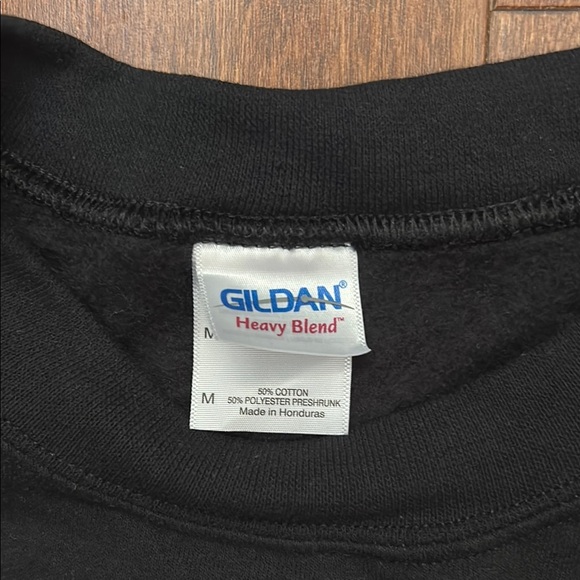 GILDAN®
Heavy Blend™
M
50% COTTON
M 50% POLYESTER PRESHRUNK
Made in Honduras